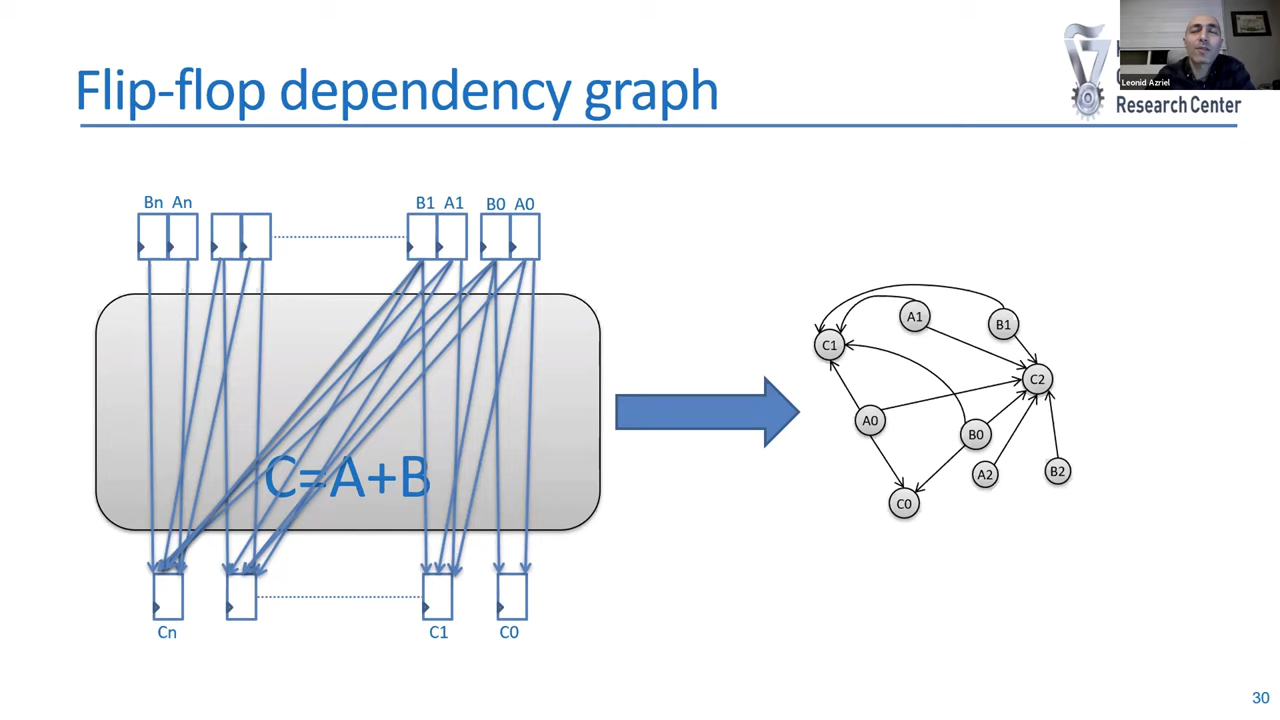 Flip-flop dependency graph
Leonid Azriel
Research Center
Bn An
B1 A1 B0 A0
C=A+B
Cn
C1
C0
A1
B1
C1
C2
A0
B0
A2
B2
C0
30